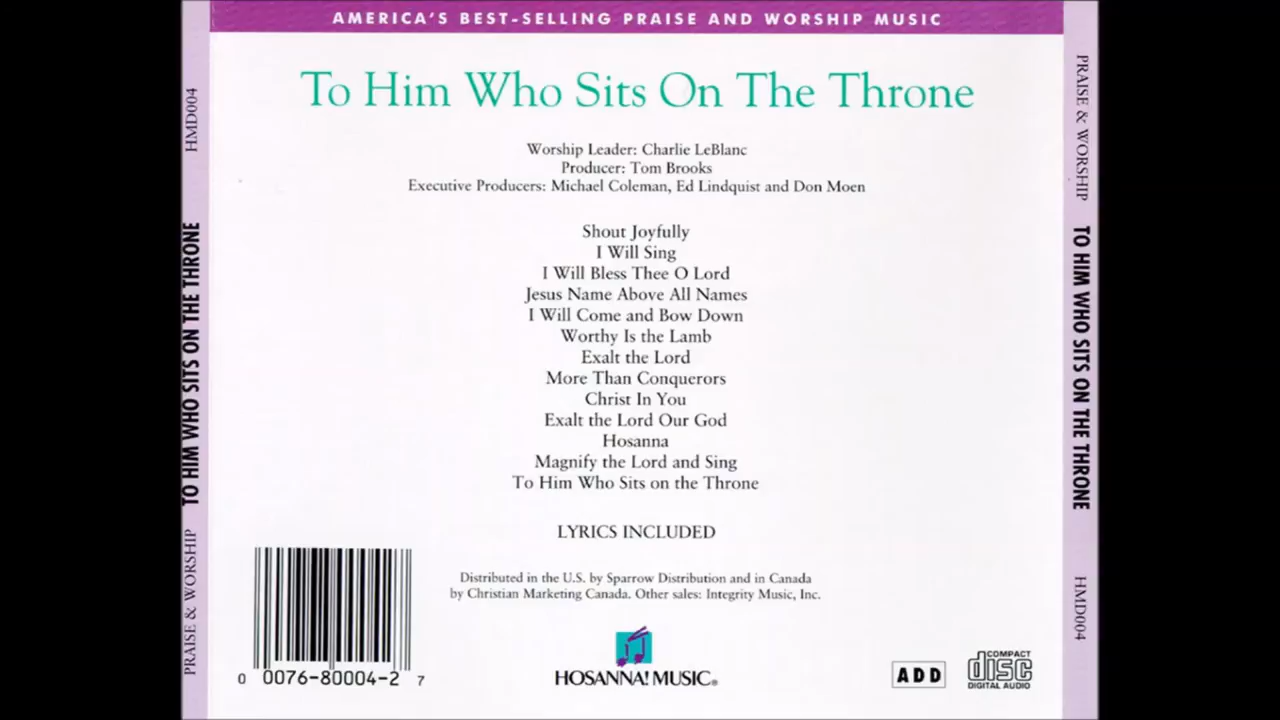 AMERICA'S BEST-SELLING PRAISE AND WORSHIP MUSIC
To Him Who Sits On The Throne
Worship Leader: Charlie LeBlanc
Producer: Tom Brooks
Executive Producers: Michael Coleman, Ed Lindquist and Don Moen
Shout Joyfully
I Will Sing
I Will Bless Thee O Lord
Jesus Name Above All Names
I Will Come and Bow Down
Worthy Is the Lamb
Exalt the Lord
More Than Conquerors
Christ In You
Exalt the Lord Our God
Hosanna
Magnify the Lord and Sing
To Him Who Sits on the Throne
LYRICS INCLUDED
Distributed in the U.S. by Sparrow Distribution and in Canada
by Christian Marketing Canada. Other sales: Integrity Music, Inc.
HOSANNA! MUSIC®
0 0076-80004-2 7
ADD
COMPACT
disc
DIGITAL AUDIO
PRAISE & WORSHIP TO HIM WHO SITS ON THE THRONE HMD004
PRAISE & WORSHIP TO HIM WHO SITS ON THE THRONE HMD004